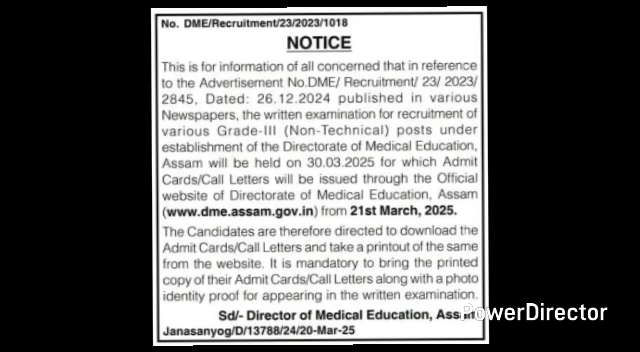 No. DME/Recruitment/23/2023/1018
NOTICE
This is for information of all concerned that in reference
to the Advertisement No.DME/ Recruitment/ 23/ 2023/
2845, Dated: 26.12.2024 published in various
Newspapers, the written examination for recruitment of
various Grade-III (Non-Technical) posts under
establishment of the Directorate of Medical Education,
Assam will be held on 30.03.2025 for which Admit
Cards/Call Letters will be issued through the Official
website of Directorate of Medical Education, Assam
(www.dme.assam.gov.in) from 21st March, 2025.
The Candidates are therefore directed to download the
Admit Cards/Call Letters and take a printout of the same
from the website. It is mandatory to bring the printed
copy of their Admit Cards/Call Letters along with a photo
identity proof for appearing in the written examination.
Sd/- Director of Medical Education, Assam
Janasanyog/D/13788/24/20-Mar-25
PowerDirector